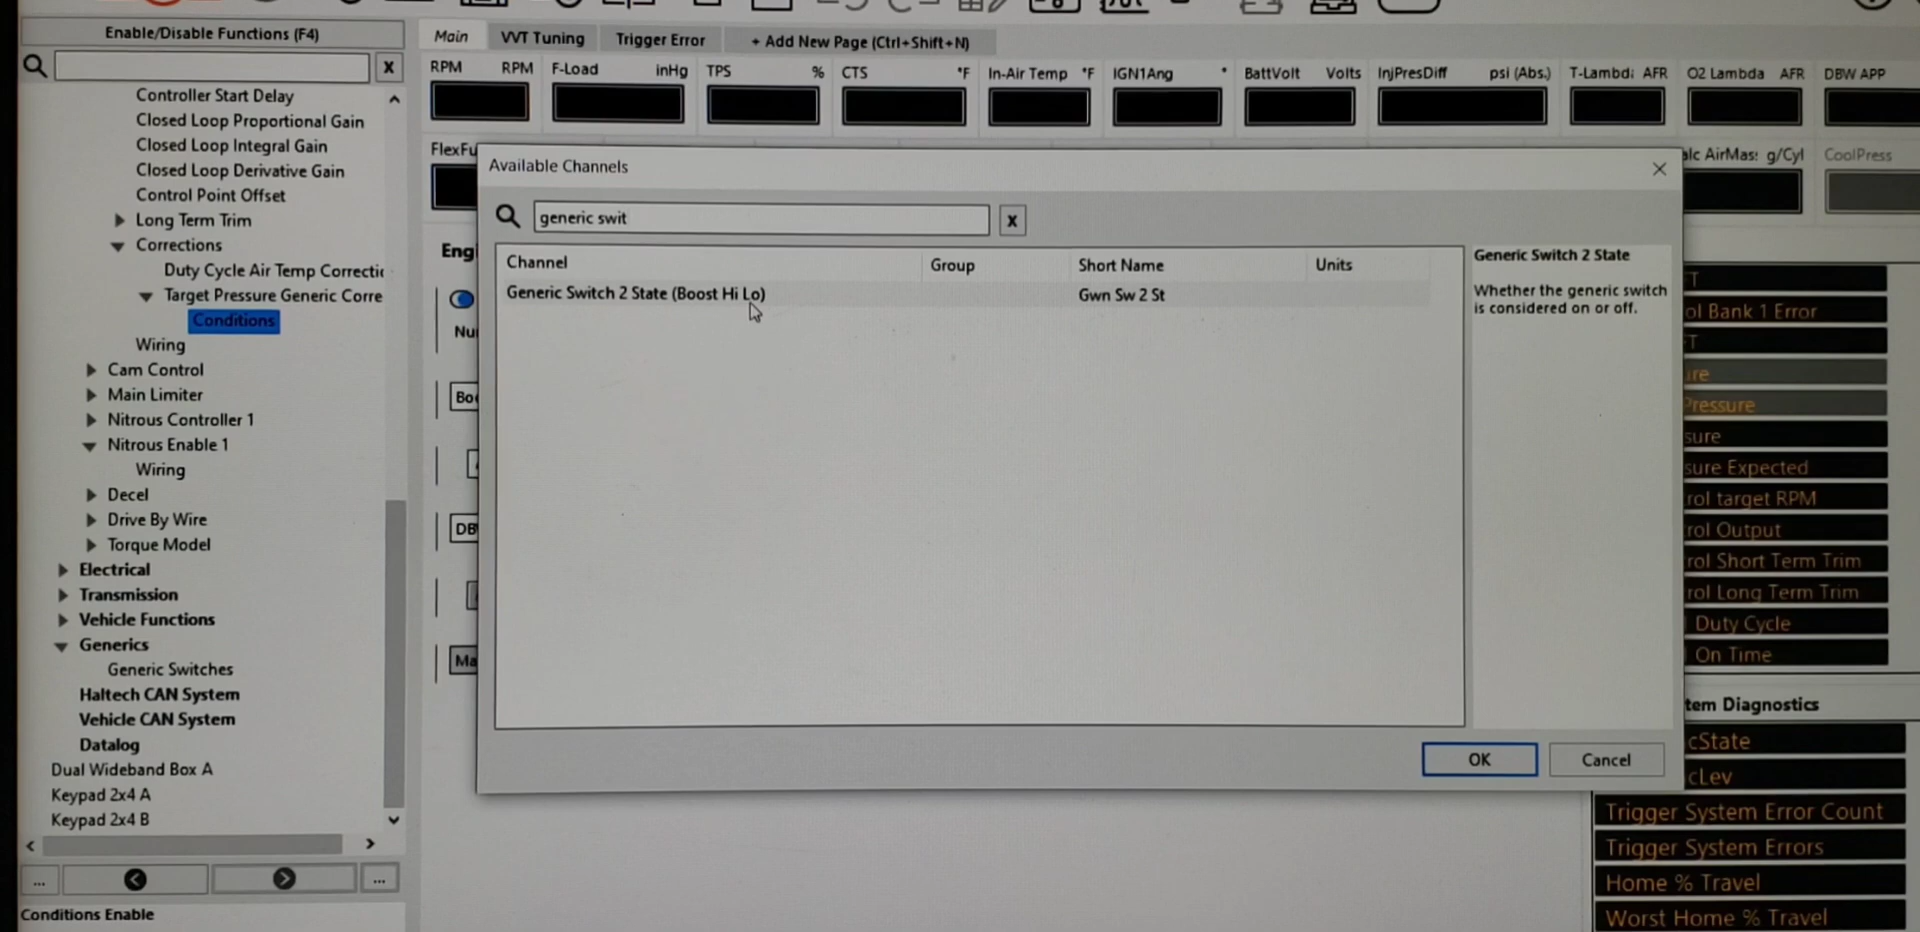 Enable/Disable Functions (F4)
x
Controller Start Delay
Closed Loop Proportional Gain
Closed Loop Integral Gain
Closed Loop Derivative Gain
Control Point Offset
Long Term Trim
Corrections
Duty Cycle Air Temp Correctic
Target Pressure Generic Corre
Conditions
Wiring
Cam Control
Main Limiter
Nitrous Controller 1
Nitrous Enable 1
Wiring
Decel
Drive By Wire
Torque Model
Electrical
Transmission
Vehicle Functions
Generics
Generic Switches
Haltech CAN System
Vehicle CAN System
Datalog
Dual Wideband Box A
Keypad 2x4 A
Keypad 2x4 B
... ...
Conditions Enable
Main VVT Tuning Trigger Error + Add New Page (Ctrl+Shift+N)
RPM RPM F-Load inHg TPS % CTS °F In-Air Temp °F IGN1Ang ° BattVolt Volts InjPresDiff psi (Abs.) T-Lambd: AFR O2 Lambda AFR DBW APP
FlexFu
alc AirMas: g/Cyl CoolPress
Eng
Nu
Bo
DB
Ma
Available Channels
generic swit x
Channel Group Short Name Units
Generic Switch 2 State (Boost Hi Lo) Gwn Sw 2 St
Generic Switch 2 State
Whether the generic switch
is considered on or off.
OK Cancel
T
ol Bank 1 Error
T
ure
Pressure
sure
sure Expected
rol target RPM
rol Output
rol Short Term Trim
rol Long Term Trim
Duty Cycle
On Time
tem Diagnostics
cState
cLev
Trigger System Error Count
Trigger System Errors
Home % Travel
Worst Home % Travel